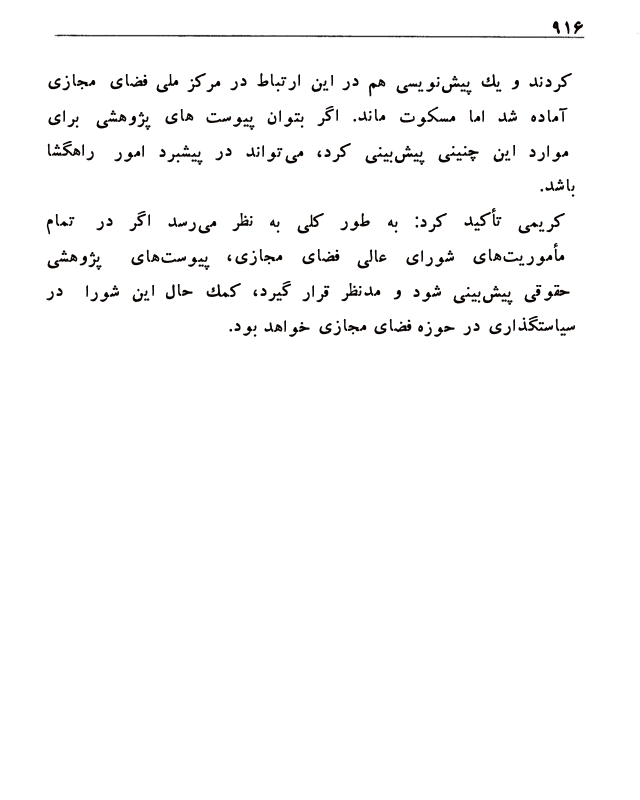 ۹۱۶
کردند و یك پیش‌نویسی هم در این ارتباط در مرکز ملی فضای مجازی
آماده شد اما مسکوت ماند. اگر بتوان پیوست های پژوهشی برای
موارد این چنینی پیش‌بینی کرد، می‌تواند در پیشبرد امور راهگشا
باشد.
کریمی تأکید کرد: به طور کلی به نظر می‌رسد اگر در تمام
مأموریت‌های شورای عالی فضای مجازی، پیوست‌های پژوهشی
حقوقی پیش‌بینی شود و مدنظر قرار گیرد، کمك حال این شورا در
سیاستگذاری در حوزه فضای مجازی خواهد بود.